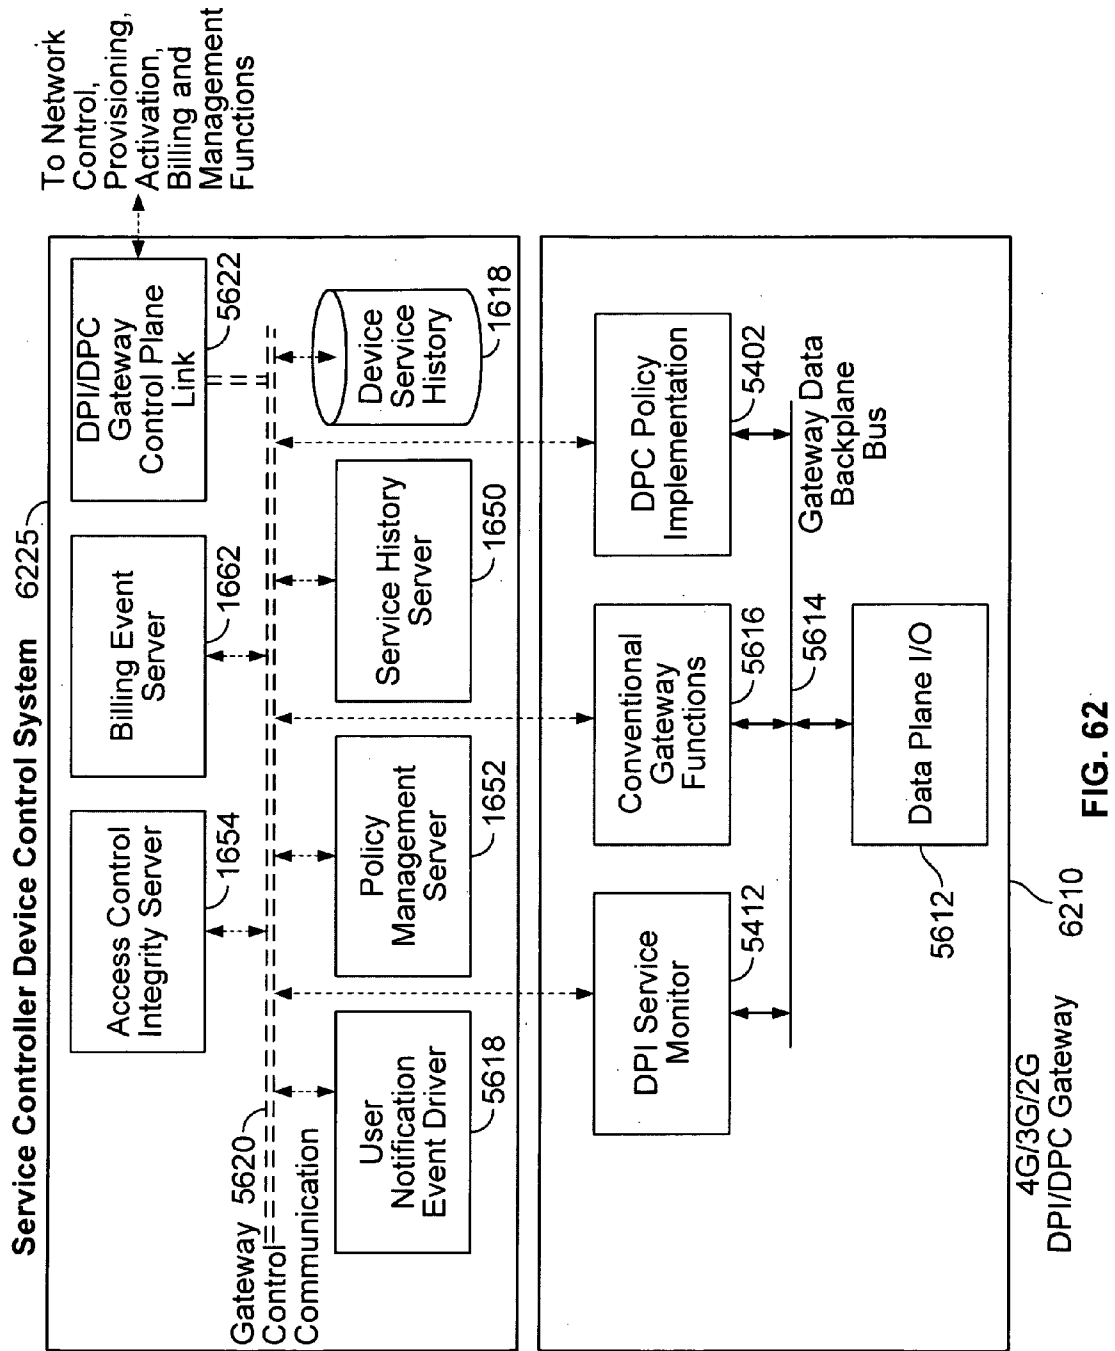 Service Controller Device Control System
6225
Access Control
Integrity Server
1654
Billing Event
Server
1662
DPI/DPC
Gateway
Control Plane
Link
5622
To Network
Control,
Provisioning,
Activation,
Billing and
Management
Functions
Gateway
Control
Communication
5620
User
Notification
Event Driver
5618
Policy
Management
Server
1652
Service History
Server
1650
Device
Service
History
1618
DPI Service
Monitor
5412
Conventional
Gateway
Functions
5616
DPC Policy
Implementation
5402
Gateway Data
Backplane
Bus
5614
Data Plane I/O
5612
4G/3G/2G
DPI/DPC Gateway
6210
FIG. 62